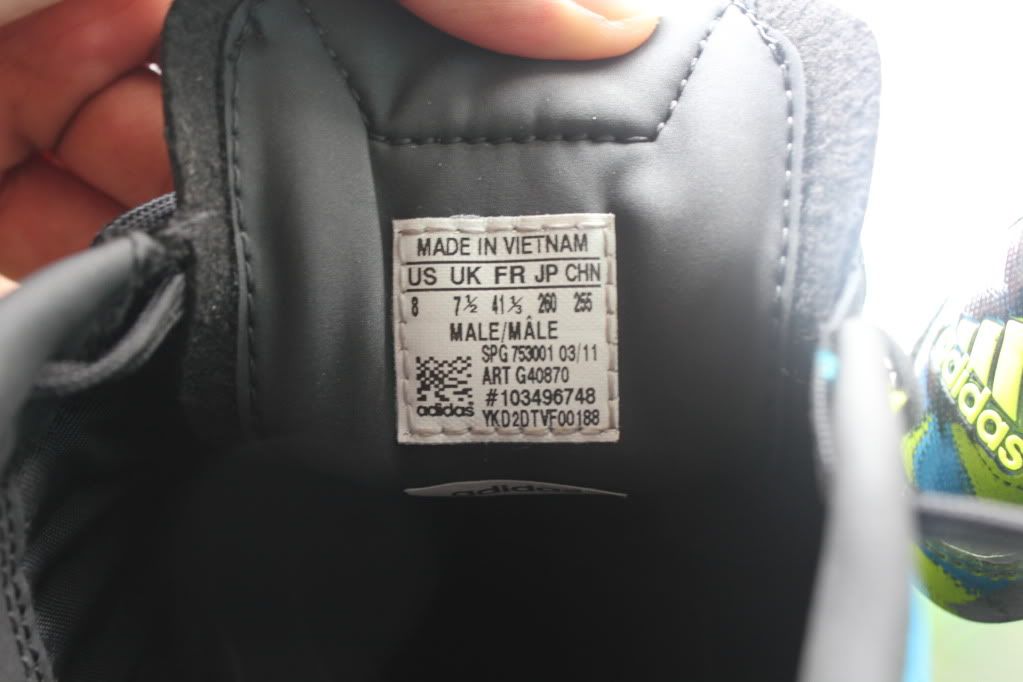 MADE IN VIETNAM
US UK FR JP CHN
8 7½ 41⅓ 260 255
MALE/MÂLE
SPG 753001 03/11
ART G40870
#103496748
adidas
YKD2DTVF00188
adidas
adidas